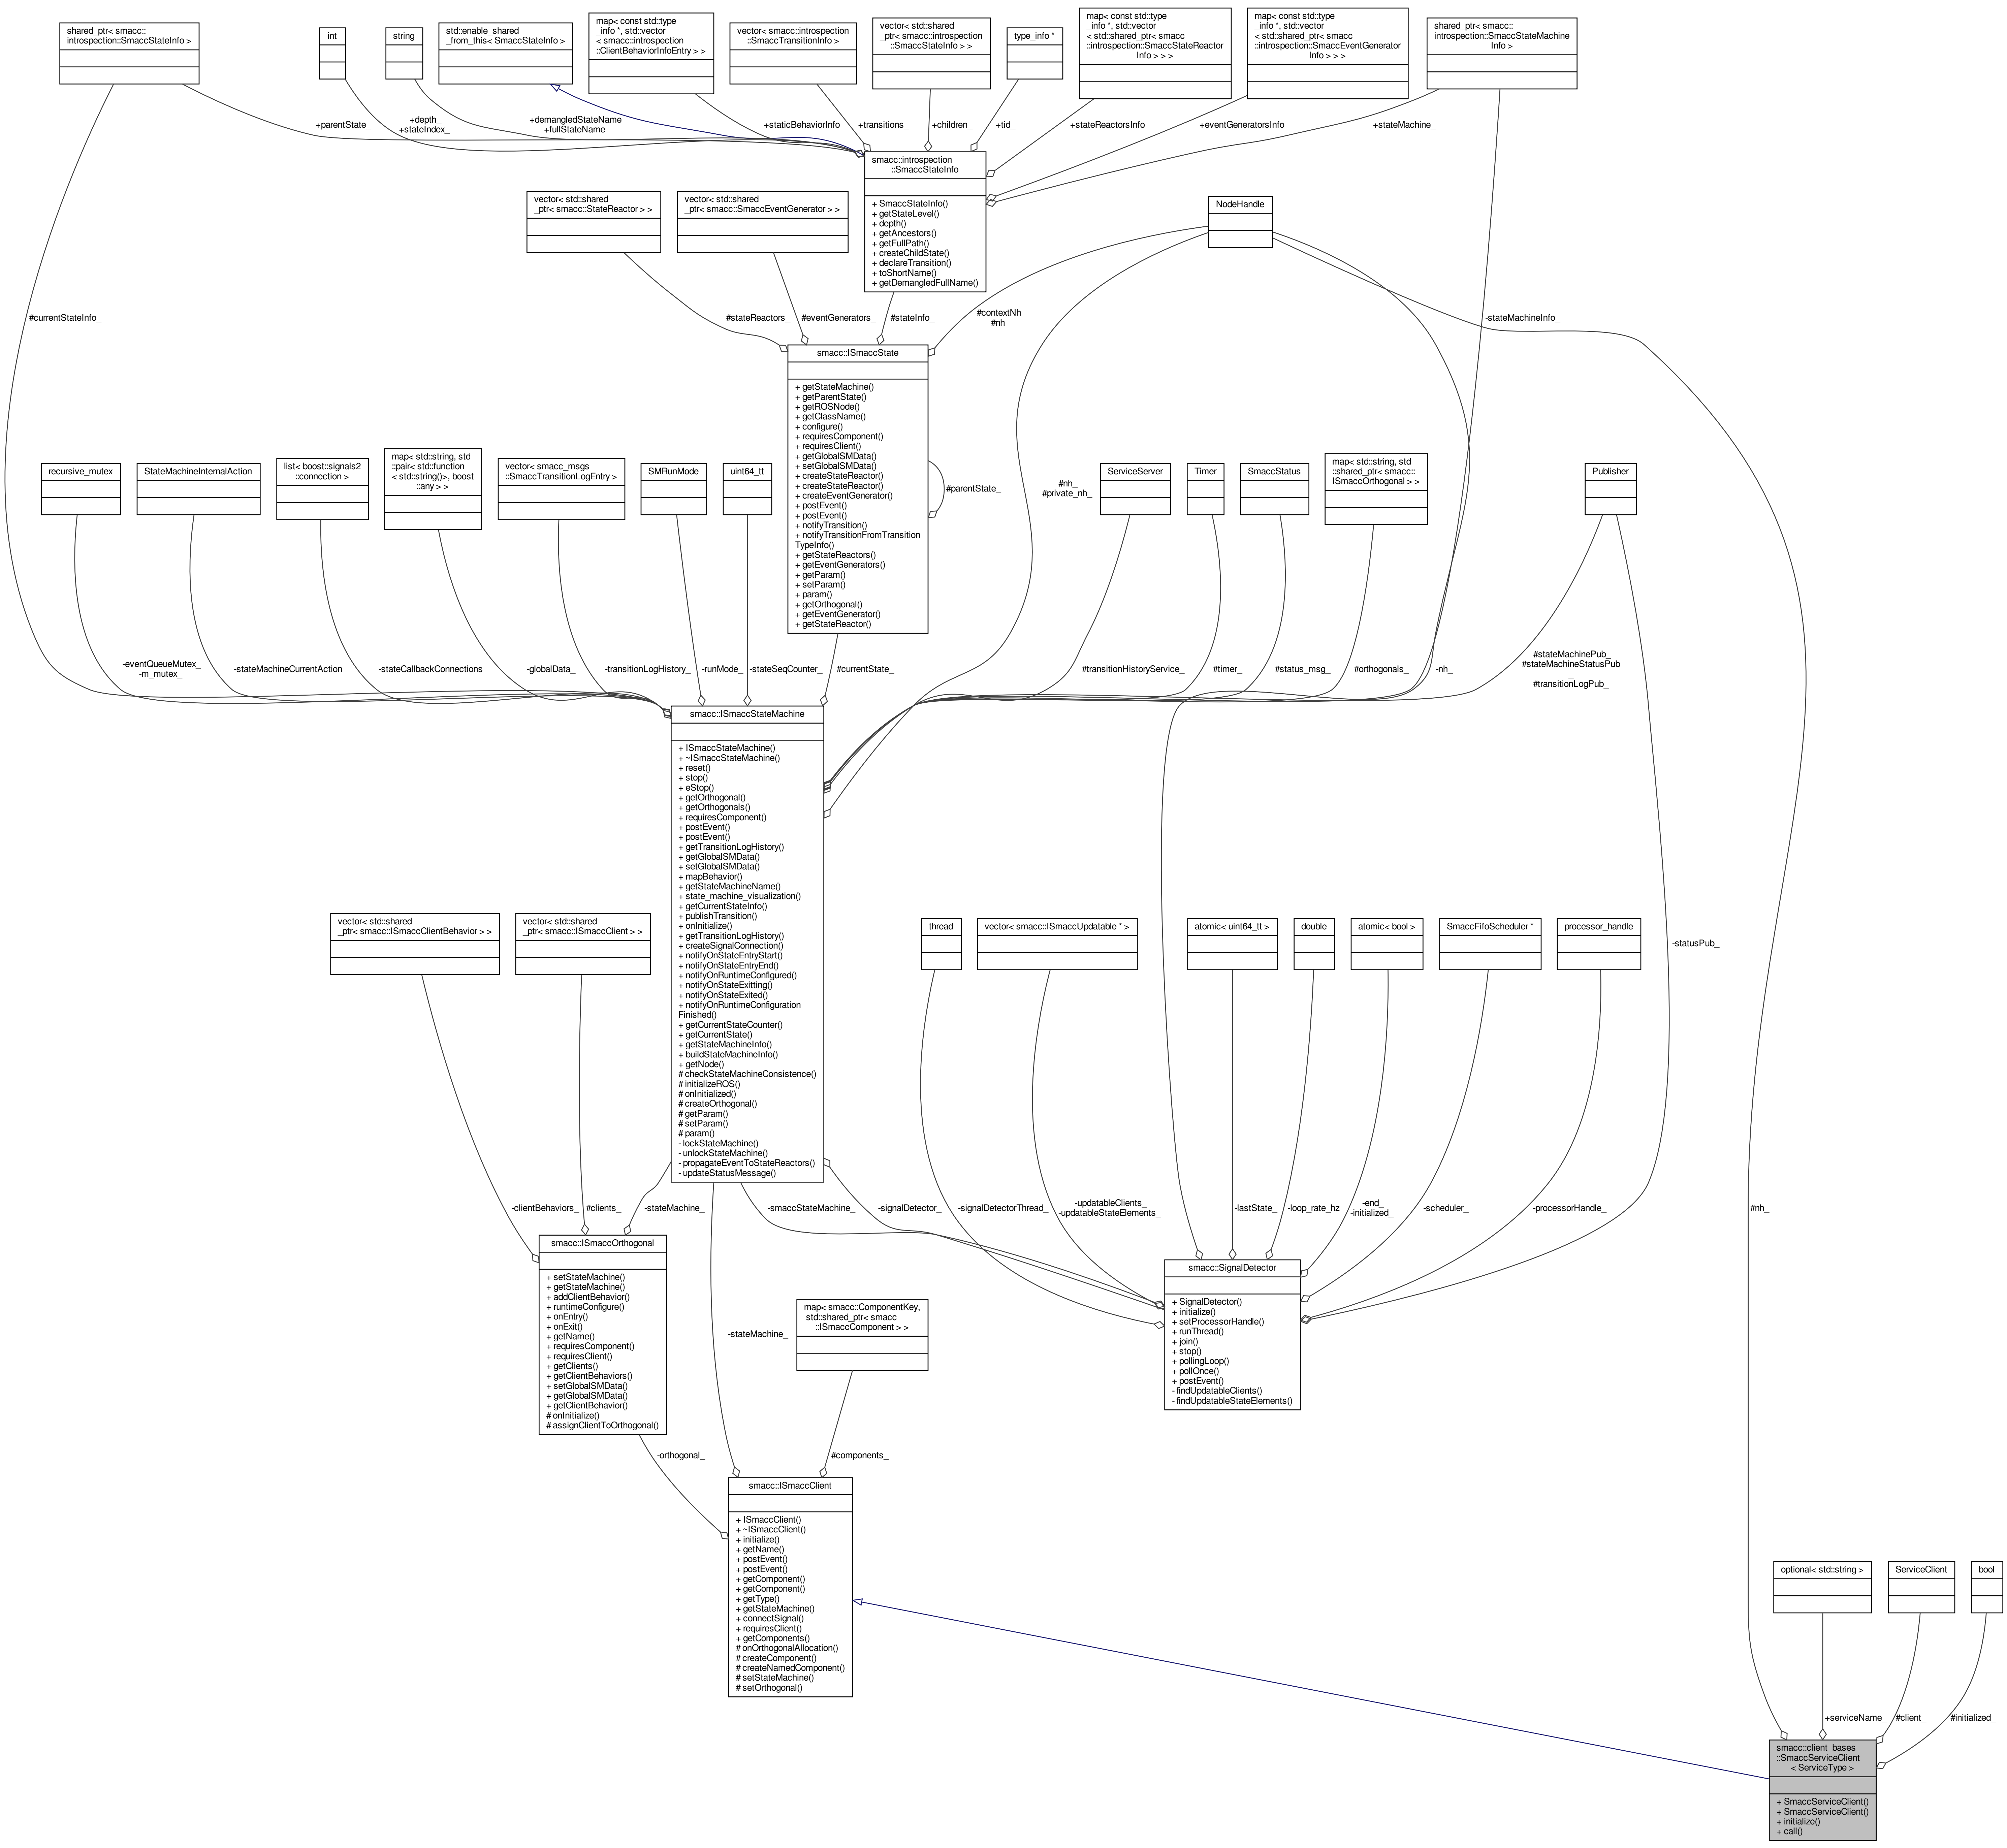 shared_ptr< smacc::
introspection::SmaccStateInfo >
int
string
std::enable_shared
_from_this< SmaccStateInfo >
map< const std::type
_info *, std::vector
< smacc::introspection
::ClientBehaviorInfoEntry > >
vector< smacc::introspection
::SmaccTransitionInfo >
vector< std::shared
_ptr< smacc::introspection
::SmaccStateInfo > >
type_info *
map< const std::type
_info *, std::vector
< std::shared_ptr< smacc
::introspection::SmaccStateReactor
Info > > >
map< const std::type
_info *, std::vector
< std::shared_ptr< smacc
::introspection::SmaccEventGenerator
Info > > >
shared_ptr< smacc::
introspection::SmaccStateMachine
Info >
+parentState_
+depth_
+stateIndex_
+demangledStateName
+fullStateName
+staticBehaviorInfo
+transitions_
+children_
+tid_
+stateReactorsInfo
+eventGeneratorsInfo
+stateMachine_
smacc::introspection
::SmaccStateInfo
+ SmaccStateInfo()
+ getStateLevel()
+ depth()
+ getAncestors()
+ getFullPath()
+ createChildState()
+ declareTransition()
+ toShortName()
+ getDemangledFullName()
vector< std::shared
_ptr< smacc::StateReactor > >
vector< std::shared
_ptr< smacc::SmaccEventGenerator > >
NodeHandle
#currentStateInfo_
#stateReactors_
#eventGenerators_
#stateInfo_
#contextNh
#nh
-stateMachineInfo_
smacc::ISmaccState
+ getStateMachine()
+ getParentState()
+ getROSNode()
+ getClassName()
+ configure()
+ requiresComponent()
+ requiresClient()
+ getGlobalSMData()
+ setGlobalSMData()
+ createStateReactor()
+ createStateReactor()
+ createEventGenerator()
+ postEvent()
+ postEvent()
+ notifyTransition()
+ notifyTransitionFromTransition
TypeInfo()
+ getStateReactors()
+ getEventGenerators()
+ getParam()
+ setParam()
+ param()
+ getOrthogonal()
+ getEventGenerator()
+ getStateReactor()
#parentState_
recursive_mutex
StateMachineInternalAction
list< boost::signals2
::connection >
map< std::string, std
::pair< std::function
< std::string()>, boost
::any > >
vector< smacc_msgs
::SmaccTransitionLogEntry >
SMRunMode
uint64_tt
#nh_
#private_nh_
ServiceServer
Timer
SmaccStatus
map< std::string, std
::shared_ptr< smacc::
ISmaccOrthogonal > >
Publisher
-eventQueueMutex_
-m_mutex_
-stateMachineCurrentAction
-stateCallbackConnections
-globalData_
-transitionLogHistory_
-runMode_
-stateSeqCounter_
#currentState_
#transitionHistoryService_
#timer_
#status_msg_
#orthogonals_
-nh_
#stateMachinePub_
#stateMachineStatusPub
_
#transitionLogPub_
smacc::ISmaccStateMachine
+ ISmaccStateMachine()
+ ~ISmaccStateMachine()
+ reset()
+ stop()
+ eStop()
+ getOrthogonal()
+ getOrthogonals()
+ requiresComponent()
+ postEvent()
+ postEvent()
+ getTransitionLogHistory()
+ getGlobalSMData()
+ setGlobalSMData()
+ mapBehavior()
+ getStateMachineName()
+ state_machine_visualization()
+ getCurrentStateInfo()
+ publishTransition()
+ onInitialize()
+ getTransitionLogHistory()
+ createSignalConnection()
+ notifyOnStateEntryStart()
+ notifyOnStateEntryEnd()
+ notifyOnRuntimeConfigured()
+ notifyOnStateExitting()
+ notifyOnStateExited()
+ notifyOnRuntimeConfiguration
Finished()
+ getCurrentStateCounter()
+ getCurrentState()
+ getStateMachineInfo()
+ buildStateMachineInfo()
+ getNode()
# checkStateMachineConsistence()
# initializeROS()
# onInitialized()
# createOrthogonal()
# getParam()
# setParam()
# param()
- lockStateMachine()
- unlockStateMachine()
- propagateEventToStateReactors()
- updateStatusMessage()
vector< std::shared
_ptr< smacc::ISmaccClientBehavior > >
vector< std::shared
_ptr< smacc::ISmaccClient > >
thread
vector< smacc::ISmaccUpdatable * >
atomic< uint64_tt >
double
atomic< bool >
SmaccFifoScheduler *
processor_handle
-statusPub_
-clientBehaviors_
#clients_
-stateMachine_
-smaccStateMachine_
-signalDetector_
-signalDetectorThread_
-updatableClients_
-updatableStateElements_
-lastState_
-loop_rate_hz
-end_
-initialized_
-scheduler_
-processorHandle_
#nh_
smacc::ISmaccOrthogonal
+ setStateMachine()
+ getStateMachine()
+ addClientBehavior()
+ runtimeConfigure()
+ onEntry()
+ onExit()
+ getName()
+ requiresComponent()
+ requiresClient()
+ getClients()
+ getClientBehaviors()
+ setGlobalSMData()
+ getGlobalSMData()
+ getClientBehavior()
# onInitialize()
# assignClientToOrthogonal()
smacc::SignalDetector
+ SignalDetector()
+ initialize()
+ setProcessorHandle()
+ runThread()
+ join()
+ stop()
+ pollingLoop()
+ pollOnce()
+ postEvent()
- findUpdatableClients()
- findUpdatableStateElements()
-stateMachine_
map< smacc::ComponentKey,
std::shared_ptr< smacc
::ISmaccComponent > >
-orthogonal_
#components_
smacc::ISmaccClient
+ ISmaccClient()
+ ~ISmaccClient()
+ initialize()
+ getName()
+ postEvent()
+ postEvent()
+ getComponent()
+ getComponent()
+ getType()
+ getStateMachine()
+ connectSignal()
+ requiresClient()
+ getComponents()
# onOrthogonalAllocation()
# createComponent()
# createNamedComponent()
# setStateMachine()
# setOrthogonal()
optional< std::string >
ServiceClient
bool
+serviceName_
#client_
#initialized_
smacc::client_bases
::SmaccServiceClient
< ServiceType >
+ SmaccServiceClient()
+ SmaccServiceClient()
+ initialize()
+ call()